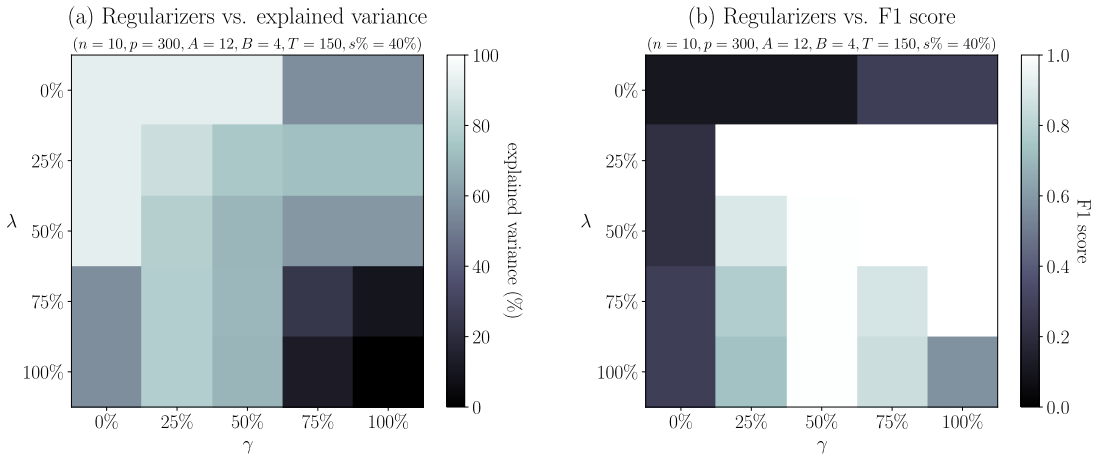 (a) Regularizers vs. explained variance
(n = 10, p = 300, A = 12, B = 4, T = 150, s% = 40%)
0%
25%
50%
75%
100%
λ
0% 25% 50% 75% 100%
γ
100
80
60
40
20
0
explained variance (%)
(b) Regularizers vs. F1 score
(n = 10, p = 300, A = 12, B = 4, T = 150, s% = 40%)
0%
25%
50%
75%
100%
λ
0% 25% 50% 75% 100%
γ
1.0
0.8
0.6
0.4
0.2
0.0
F1 score